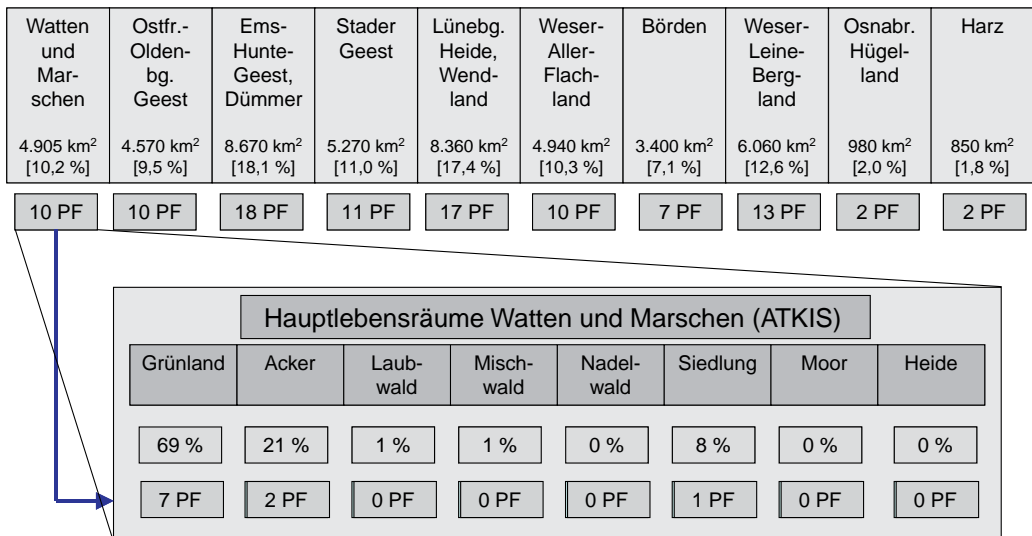 Watten
und
Mar-
schen
4.905 km²
[10,2 %]
Ostfr.-
Olden-
bg.
Geest
4.570 km²
[9,5 %]
Ems-
Hunte-
Geest,
Dümmer
8.670 km²
[18,1 %]
Stader
Geest
5.270 km²
[11,0 %]
Lünebg.
Heide,
Wend-
land
8.360 km²
[17,4 %]
Weser-
Aller-
Flach-
land
4.940 km²
[10,3 %]
Börden
3.400 km²
[7,1 %]
Weser-
Leine-
Berg-
land
6.060 km²
[12,6 %]
Osnabr.
Hügel-
land
980 km²
[2,0 %]
Harz
850 km²
[1,8 %]
10 PF
10 PF
18 PF
11 PF
17 PF
10 PF
7 PF
13 PF
2 PF
2 PF
Hauptlebensräume Watten und Marschen (ATKIS)
Grünland
Acker
Laub-
wald
Misch-
wald
Nadel-
wald
Siedlung
Moor
Heide
69 %
21 %
1 %
1 %
0 %
8 %
0 %
0 %
7 PF
2 PF
0 PF
0 PF
0 PF
1 PF
0 PF
0 PF